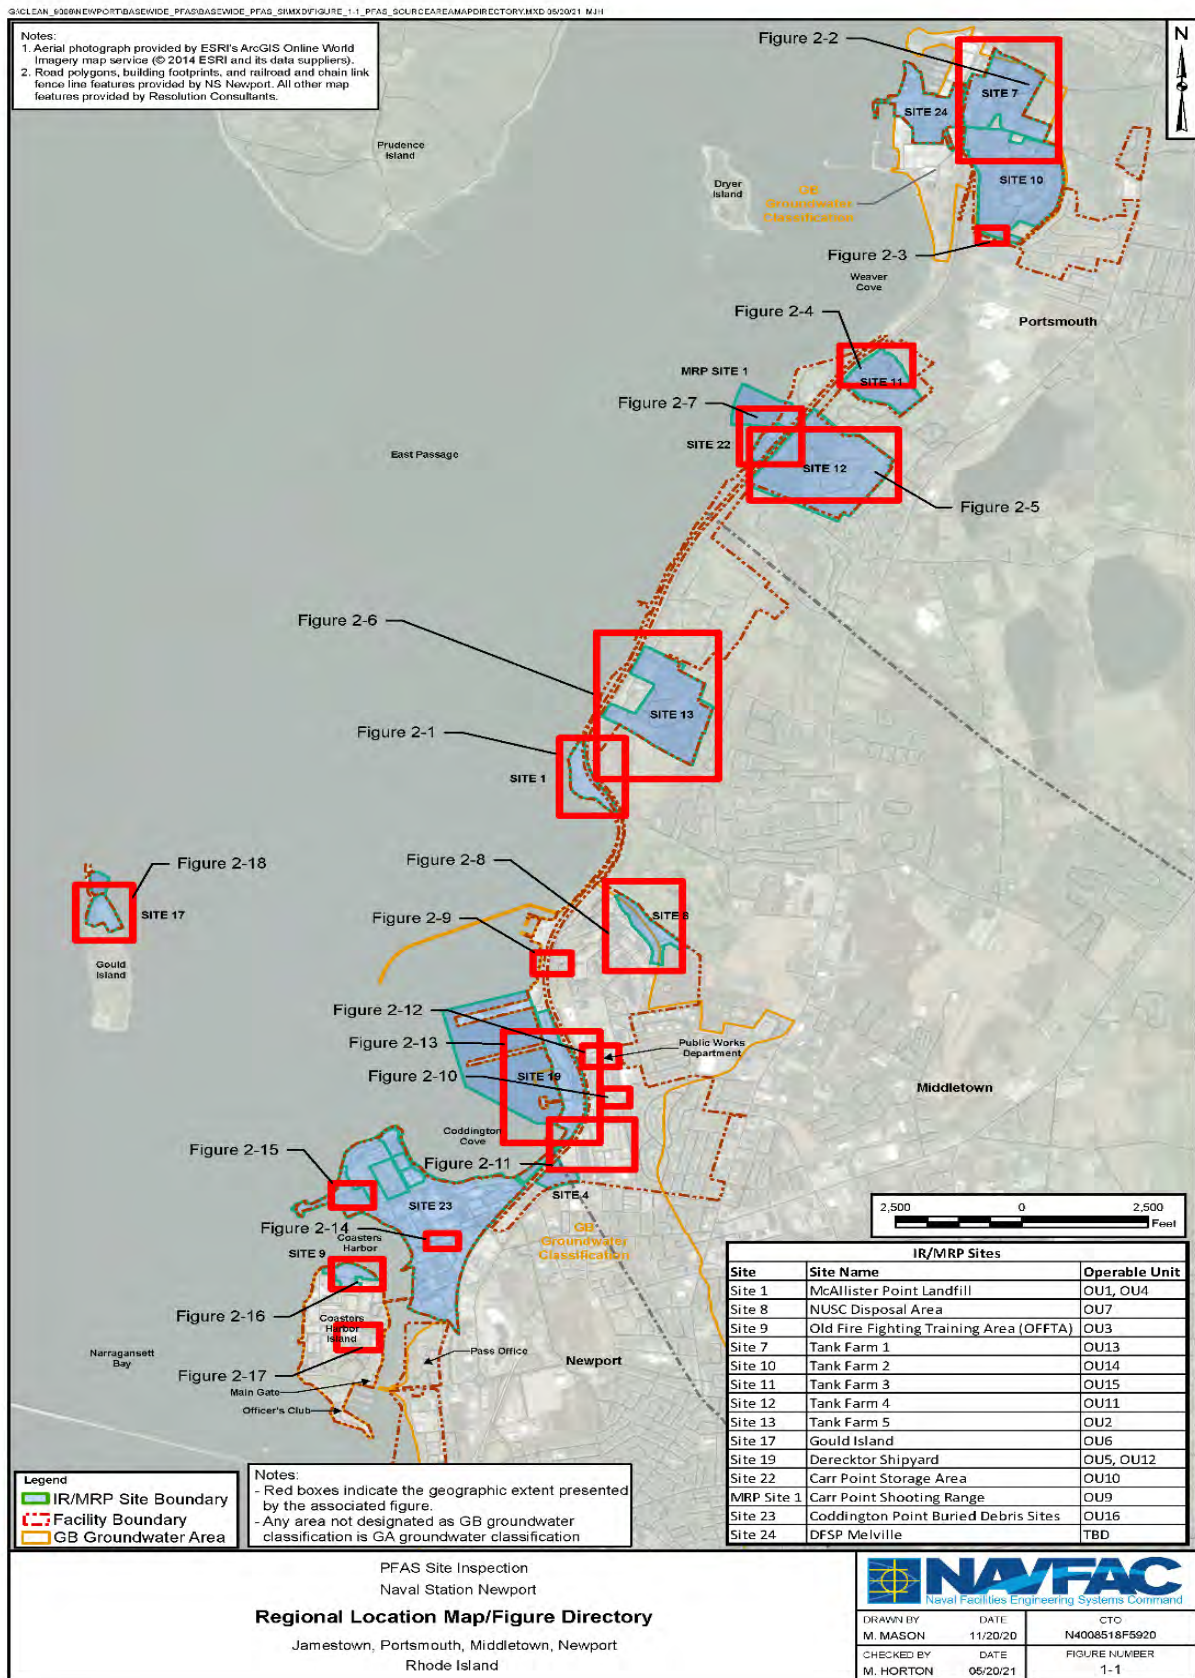 G:\CLEAN_9008\NEWPORT\BASEWIDE_PFAS\BASEWIDE_PFAS_SI\MXD\FIGURE_1-1_PFAS_SOURCEAREAMAPDIRECTORY.MXD 05/20/21 MJH
Notes:
1. Aerial photograph provided by ESRI's ArcGIS Online World
Imagery map service (© 2014 ESRI and its data suppliers).
2. Road polygons, building footprints, and railroad and chain link
fence line features provided by NS Newport. All other map
features provided by Resolution Consultants.
N
Figure 2-2
SITE 7
SITE 24
Prudence
Island
Dryer
Island
GB
Groundwater
Classification
SITE 10
Figure 2-3
Weaver
Cove
Portsmouth
Figure 2-4
MRP SITE 1
SITE 11
Figure 2-7
SITE 22
East Passage
SITE 12
Figure 2-5
Figure 2-6
SITE 13
Figure 2-1
SITE 1
Figure 2-8
Figure 2-18
SITE 17
SITE 8
Figure 2-9
Gould
Island
Figure 2-12
Figure 2-13
Public Works
Department
Figure 2-10
SITE 19
Middletown
Coddington
Cove
Figure 2-15
Figure 2-11
SITE 4
SITE 23
Figure 2-14
Coasters
Harbor
GB
Groundwater
Classification
SITE 9
Figure 2-16
Coasters
Harbor
Island
Narragansett
Bay
Figure 2-17
Pass Office
Newport
Main Gate
Officer's Club
2,500 0 2,500
Feet
IR/MRP Sites
Site Site Name Operable Unit
Site 1 McAllister Point Landfill OU1, OU4
Site 8 NUSC Disposal Area OU7
Site 9 Old Fire Fighting Training Area (OFFTA) OU3
Site 7 Tank Farm 1 OU13
Site 10 Tank Farm 2 OU14
Site 11 Tank Farm 3 OU15
Site 12 Tank Farm 4 OU11
Site 13 Tank Farm 5 OU2
Site 17 Gould Island OU6
Site 19 Derecktor Shipyard OU5, OU12
Site 22 Carr Point Storage Area OU10
MRP Site 1 Carr Point Shooting Range OU9
Site 23 Coddington Point Buried Debris Sites OU16
Site 24 DFSP Melville TBD
Legend
IR/MRP Site Boundary
Facility Boundary
GB Groundwater Area
Notes:
- Red boxes indicate the geographic extent presented
by the associated figure.
- Any area not designated as GB groundwater
classification is GA groundwater classification
PFAS Site Inspection
Naval Station Newport
Regional Location Map/Figure Directory
Jamestown, Portsmouth, Middletown, Newport
Rhode Island
NAVFAC
Naval Facilities Engineering Systems Command
DRAWN BY DATE CTO
M. MASON 11/20/20 N4008518F5920
CHECKED BY DATE FIGURE NUMBER
M. HORTON 05/20/21 1-1